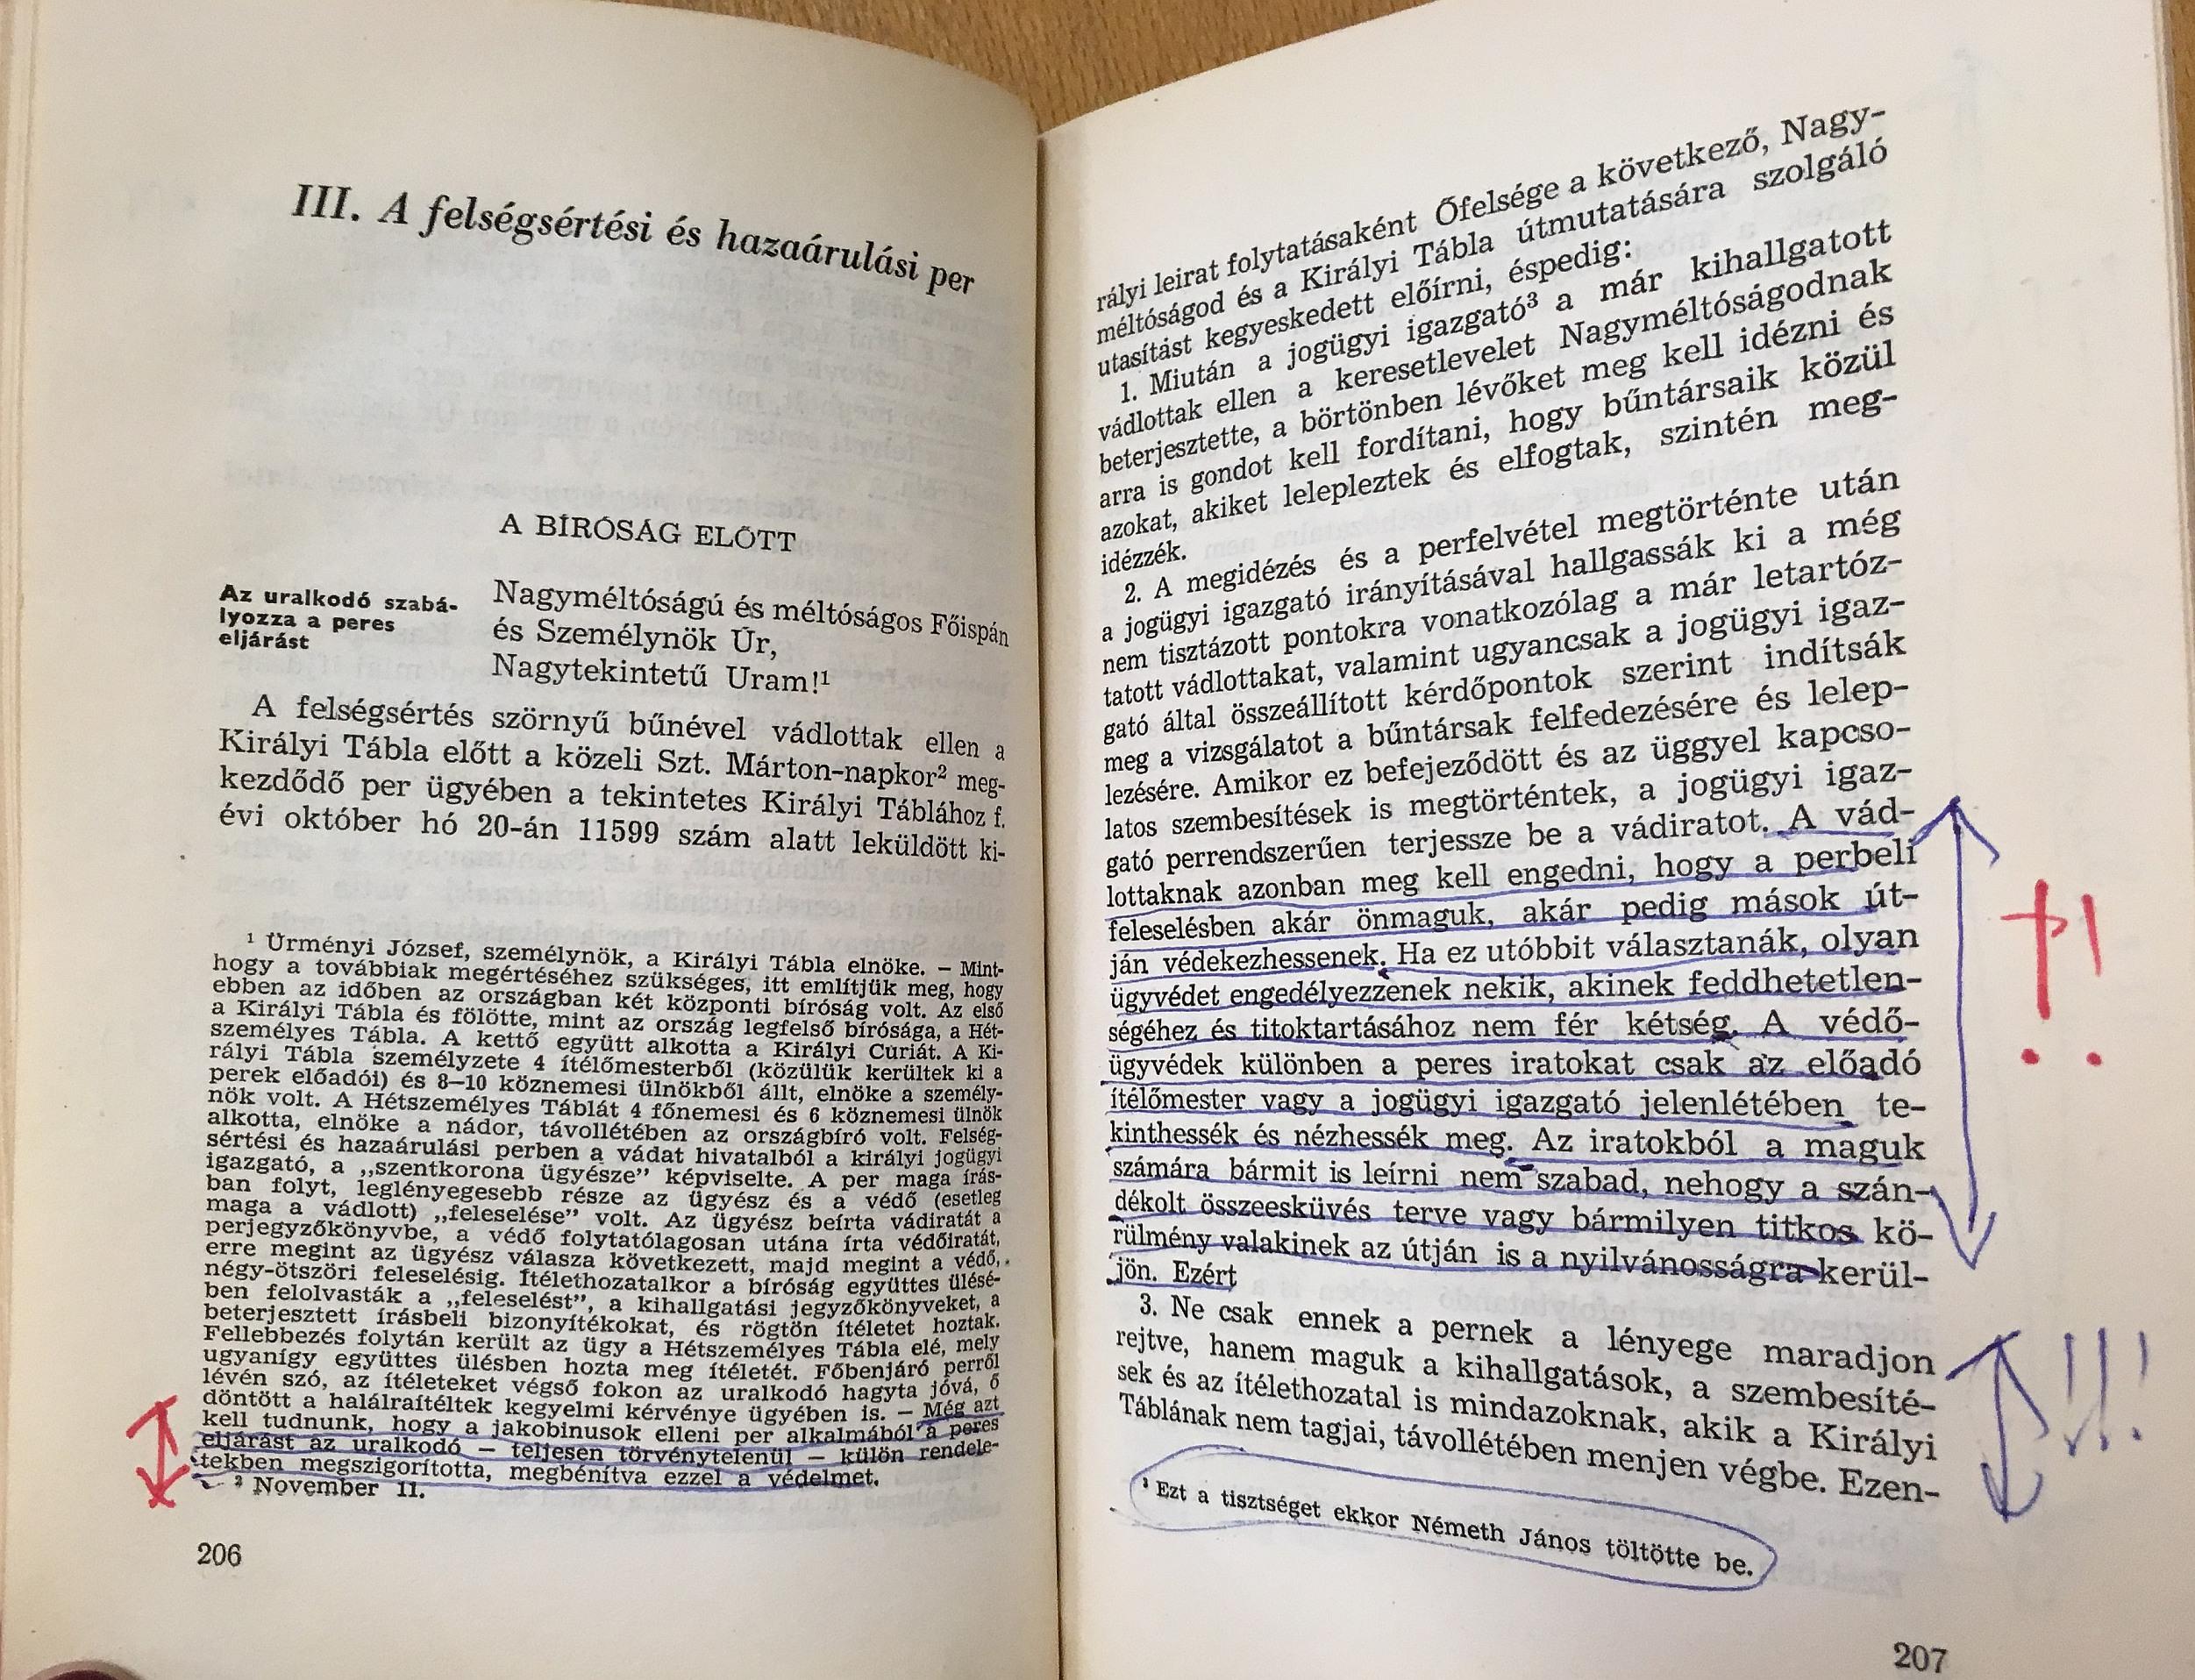 III. A felségsértési és hazaárulási per
A BÍRÓSÁG ELŐTT
Az uralkodó szabá-
lyozza a peres
eljárást
Nagyméltóságú és méltóságos Főispán
és Személynök Úr,
Nagytekintetű Uram!¹
A felségsértés szörnyű bűnével vádlottak ellen a
Királyi Tábla előtt a közeli Szt. Márton-napkor² meg-
kezdődő per ügyében a tekintetes Királyi Táblához f.
évi október hó 20-án 11599 szám alatt leküldött ki-
¹ Ürményi József, személynök, a Királyi Tábla elnöke. – Mint-
hogy a továbbiak megértéséhez szükséges, itt említjük meg, hogy
ebben az időben az országban két központi bíróság volt. Az első
a Királyi Tábla és fölötte, mint az ország legfelső bírósága, a Hét-
személyes Tábla. A kettő együtt alkotta a Királyi Curiát. A Ki-
rályi Tábla személyzete 4 ítélőmesterből (közülük kerültek ki a
perek előadói) és 8–10 köznemesi ülnökből állt, elnöke a személy-
nök volt. A Hétszemélyes Táblát 4 főnemesi és 6 köznemesi ülnök
alkotta, elnöke a nádor, távollétében az országbíró volt. Felség-
sértési és hazaárulási perben a vádat hivatalból a királyi jogügyi
igazgató, a „szentkorona ügyésze” képviselte. A per maga írás-
ban folyt, leglényegesebb része az ügyész és a védő (esetleg
maga a vádlott) „feleselése” volt. Az ügyész beírta vádiratát a
perjegyzőkönyvbe, a védő folytatólagosan utána írta védőiratát,
erre megint az ügyész válasza következett, majd megint a védő,
négy-ötszöri feleselésig. Ítélethozatalkor a bíróság együttes ülésé-
ben felolvasták a „feleselést”, a kihallgatási jegyzőkönyveket, a
beterjesztett írásbeli bizonyítékokat, és rögtön ítéletet hoztak.
Fellebbezés folytán került az ügy a Hétszemélyes Tábla elé, mely
ugyanígy együttes ülésben hozta meg ítéletét. Főbenjáró perről
lévén szó, az ítéleteket végső fokon az uralkodó hagyta jóvá, ő
döntött a halálraítéltek kegyelmi kérvénye ügyében is. – Még azt
kell tudnunk, hogy a jakobinusok elleni per alkalmából a peres
eljárást az uralkodó – teljesen törvénytelenül – külön rendele-
tekben megszigorította, megbénítva ezzel a védelmet.
² November 11.
206
rályi leirat folytatásaként Őfelsége a következő, Nagy-
méltóságod és a Királyi Tábla útmutatására szolgáló
utasítást kegyeskedett előírni, éspedig:
1. Miután a jogügyi igazgató³ a már kihallgatott
vádlottak ellen a keresetlevelet Nagyméltóságodnak
beterjesztette, a börtönben lévőket meg kell idézni és
arra is gondot kell fordítani, hogy bűntársaik közül
azokat, akiket lelepleztek és elfogtak, szintén meg-
idézzék.
2. A megidézés és a perfelvétel megtörténte után
a jogügyi igazgató irányításával hallgassák ki a még
nem tisztázott pontokra vonatkozólag a már letartóz-
tatott vádlottakat, valamint ugyancsak a jogügyi igaz-
gató által összeállított kérdőpontok szerint indítsák
meg a vizsgálatot a bűntársak felfedezésére és lelep-
lezésére. Amikor ez befejeződött és az üggyel kapcso-
latos szembesítések is megtörténtek, a jogügyi igaz-
gató perrendszerűen terjessze be a vádiratot. A vád-
lottaknak azonban meg kell engedni, hogy a perbeli
feleselésben akár önmaguk, akár pedig mások út-
ján védekezhessenek. Ha ez utóbbit választanák, olyan
ügyvédet engedélyezzenek nekik, akinek feddhetetlen-
ségéhez és titoktartásához nem fér kétség. A védő-
ügyvédek különben a peres iratokat csak az előadó
ítélőmester vagy a jogügyi igazgató jelenlétében te-
kinthessék és nézhessék meg. Az iratokból a maguk
számára bármit is leírni nem szabad, nehogy a szán-
dékolt összeesküvés terve vagy bármilyen titkos kö-
rülmény valakinek az útján is a nyilvánosságra kerül-
jön. Ezért
3. Ne csak ennek a pernek a lényege maradjon
rejtve, hanem maguk a kihallgatások, a szembesíté-
sek és az ítélethozatal is mindazoknak, akik a Királyi
Táblának nem tagjai, távollétében menjen végbe. Ezen-
³ Ezt a tisztséget ekkor Németh János töltötte be.
207
!!
!!!